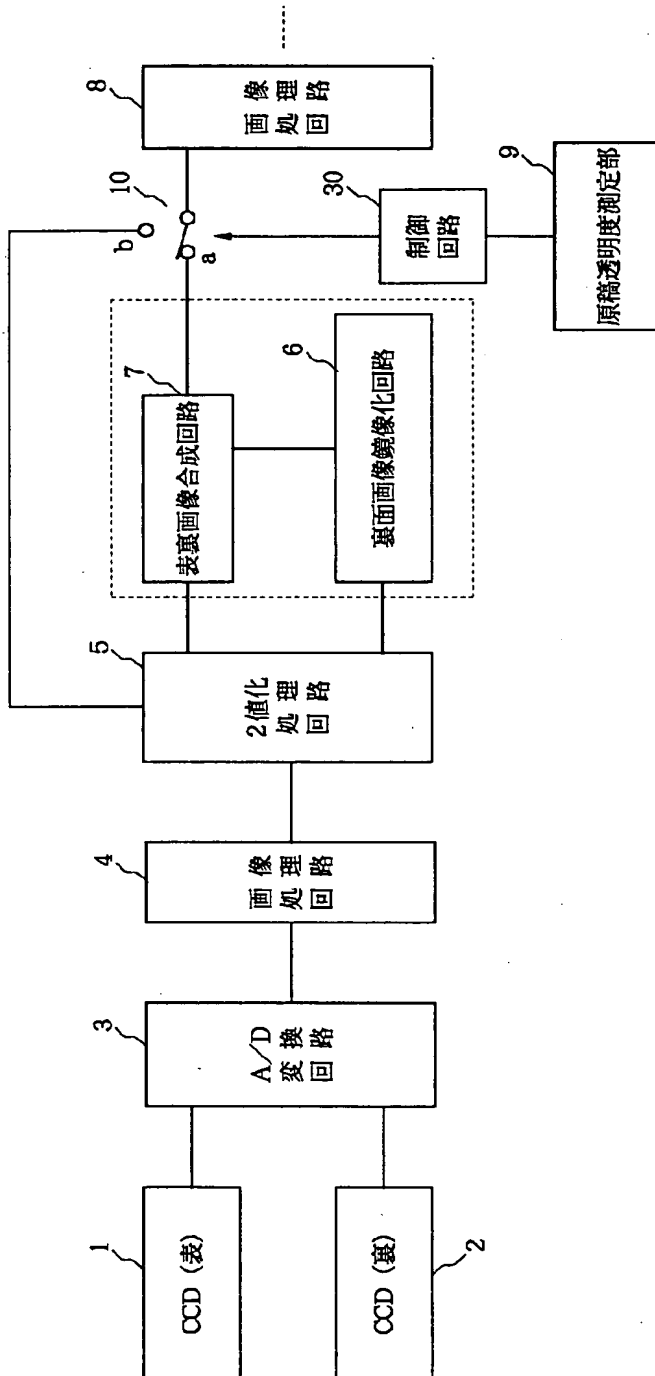 1
CCD (表)
CCD (裏)
2
3
A/D
変換
回路
4
画像
処理
回路
5
2値化
処理
回路
7
表裏画像合成回路
6
裏面画像鏡像化回路
b
a
10
8
画像
処理
回路
30
制御
回路
9
原稿透明度測定部